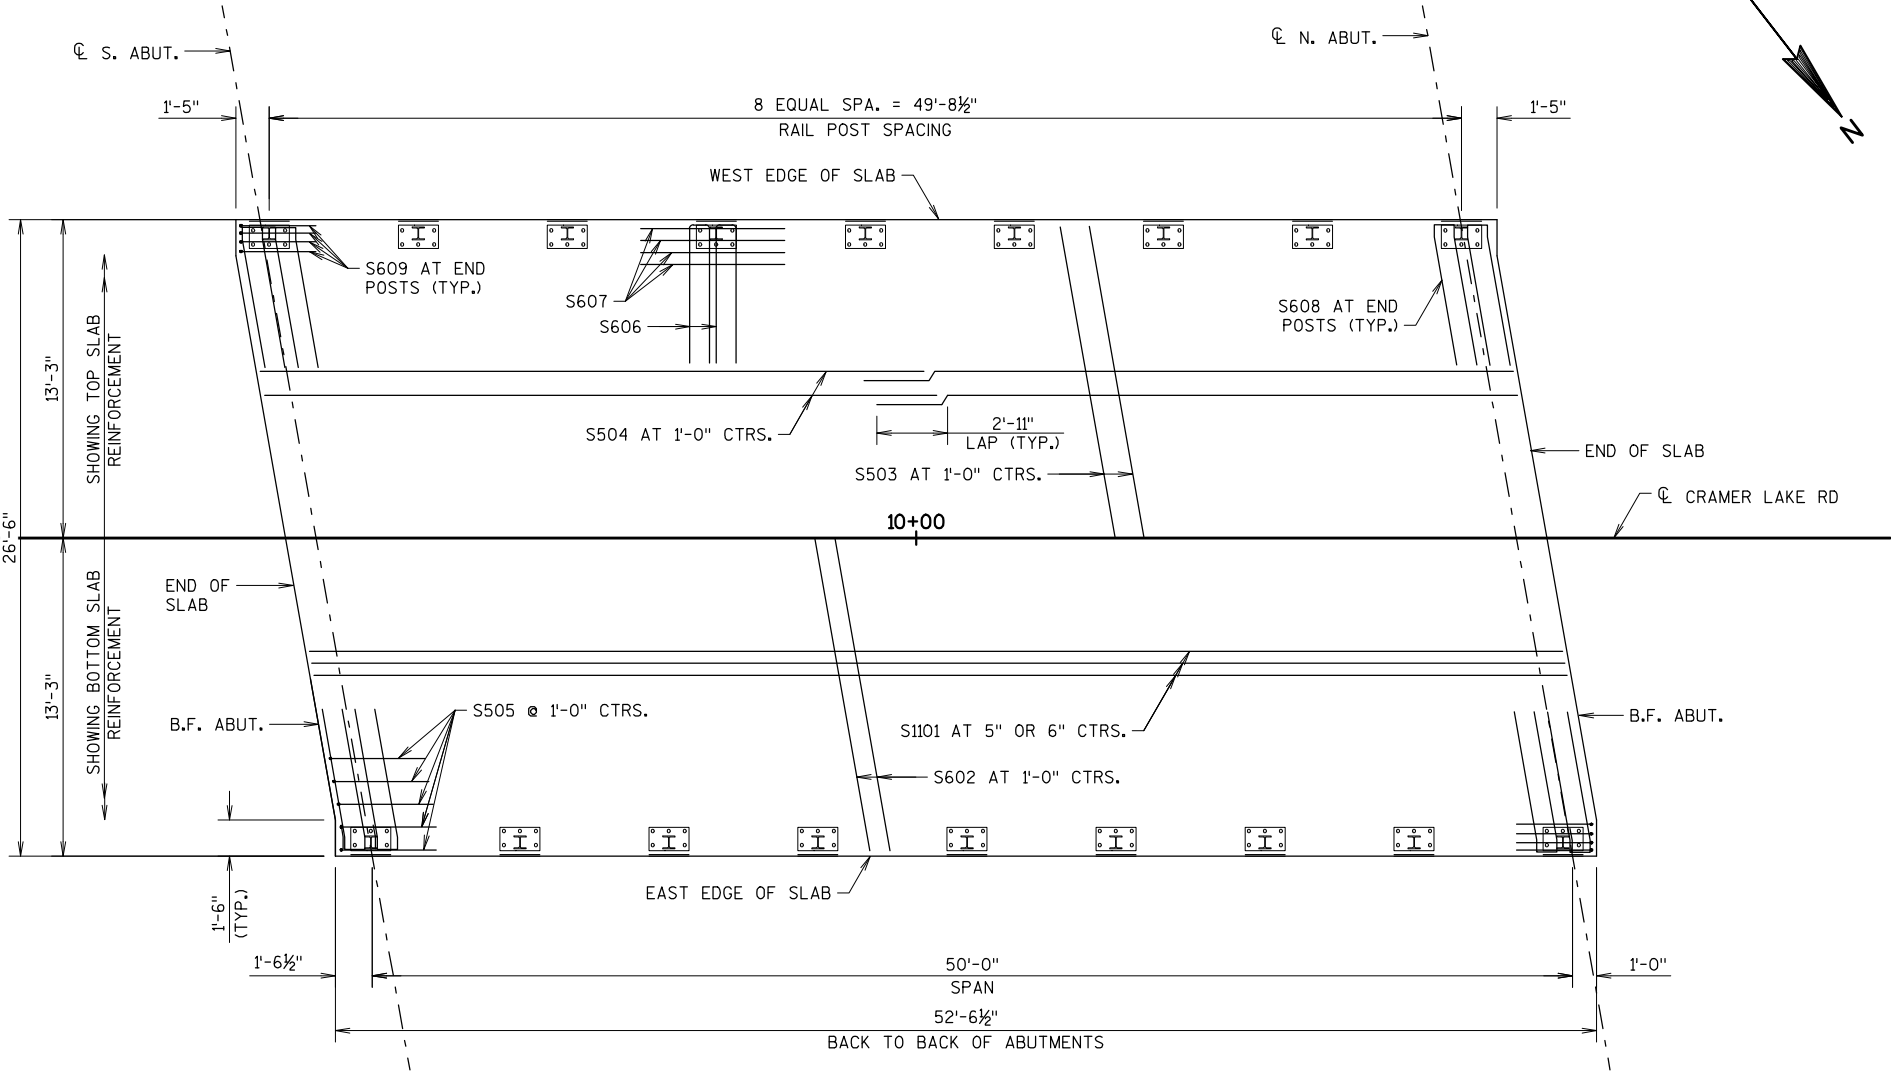 ℄ S. ABUT.
℄ N. ABUT.
N
1'-5"
8 EQUAL SPA. = 49'-8½"
RAIL POST SPACING
1'-5"
WEST EDGE OF SLAB
S609 AT END
POSTS (TYP.)
S607
S606
S608 AT END
POSTS (TYP.)
26'-6"
13'-3"
SHOWING TOP SLAB
REINFORCEMENT
S504 AT 1'-0" CTRS.
2'-11"
LAP (TYP.)
S503 AT 1'-0" CTRS.
END OF SLAB
℄ CRAMER LAKE RD
10+00
END OF
SLAB
13'-3"
SHOWING BOTTOM SLAB
REINFORCEMENT
B.F. ABUT.
S505 @ 1'-0" CTRS.
S1101 AT 5" OR 6" CTRS.
B.F. ABUT.
S602 AT 1'-0" CTRS.
EAST EDGE OF SLAB
1'-6"
(TYP.)
1'-6½"
50'-0"
SPAN
1'-0"
52'-6½"
BACK TO BACK OF ABUTMENTS